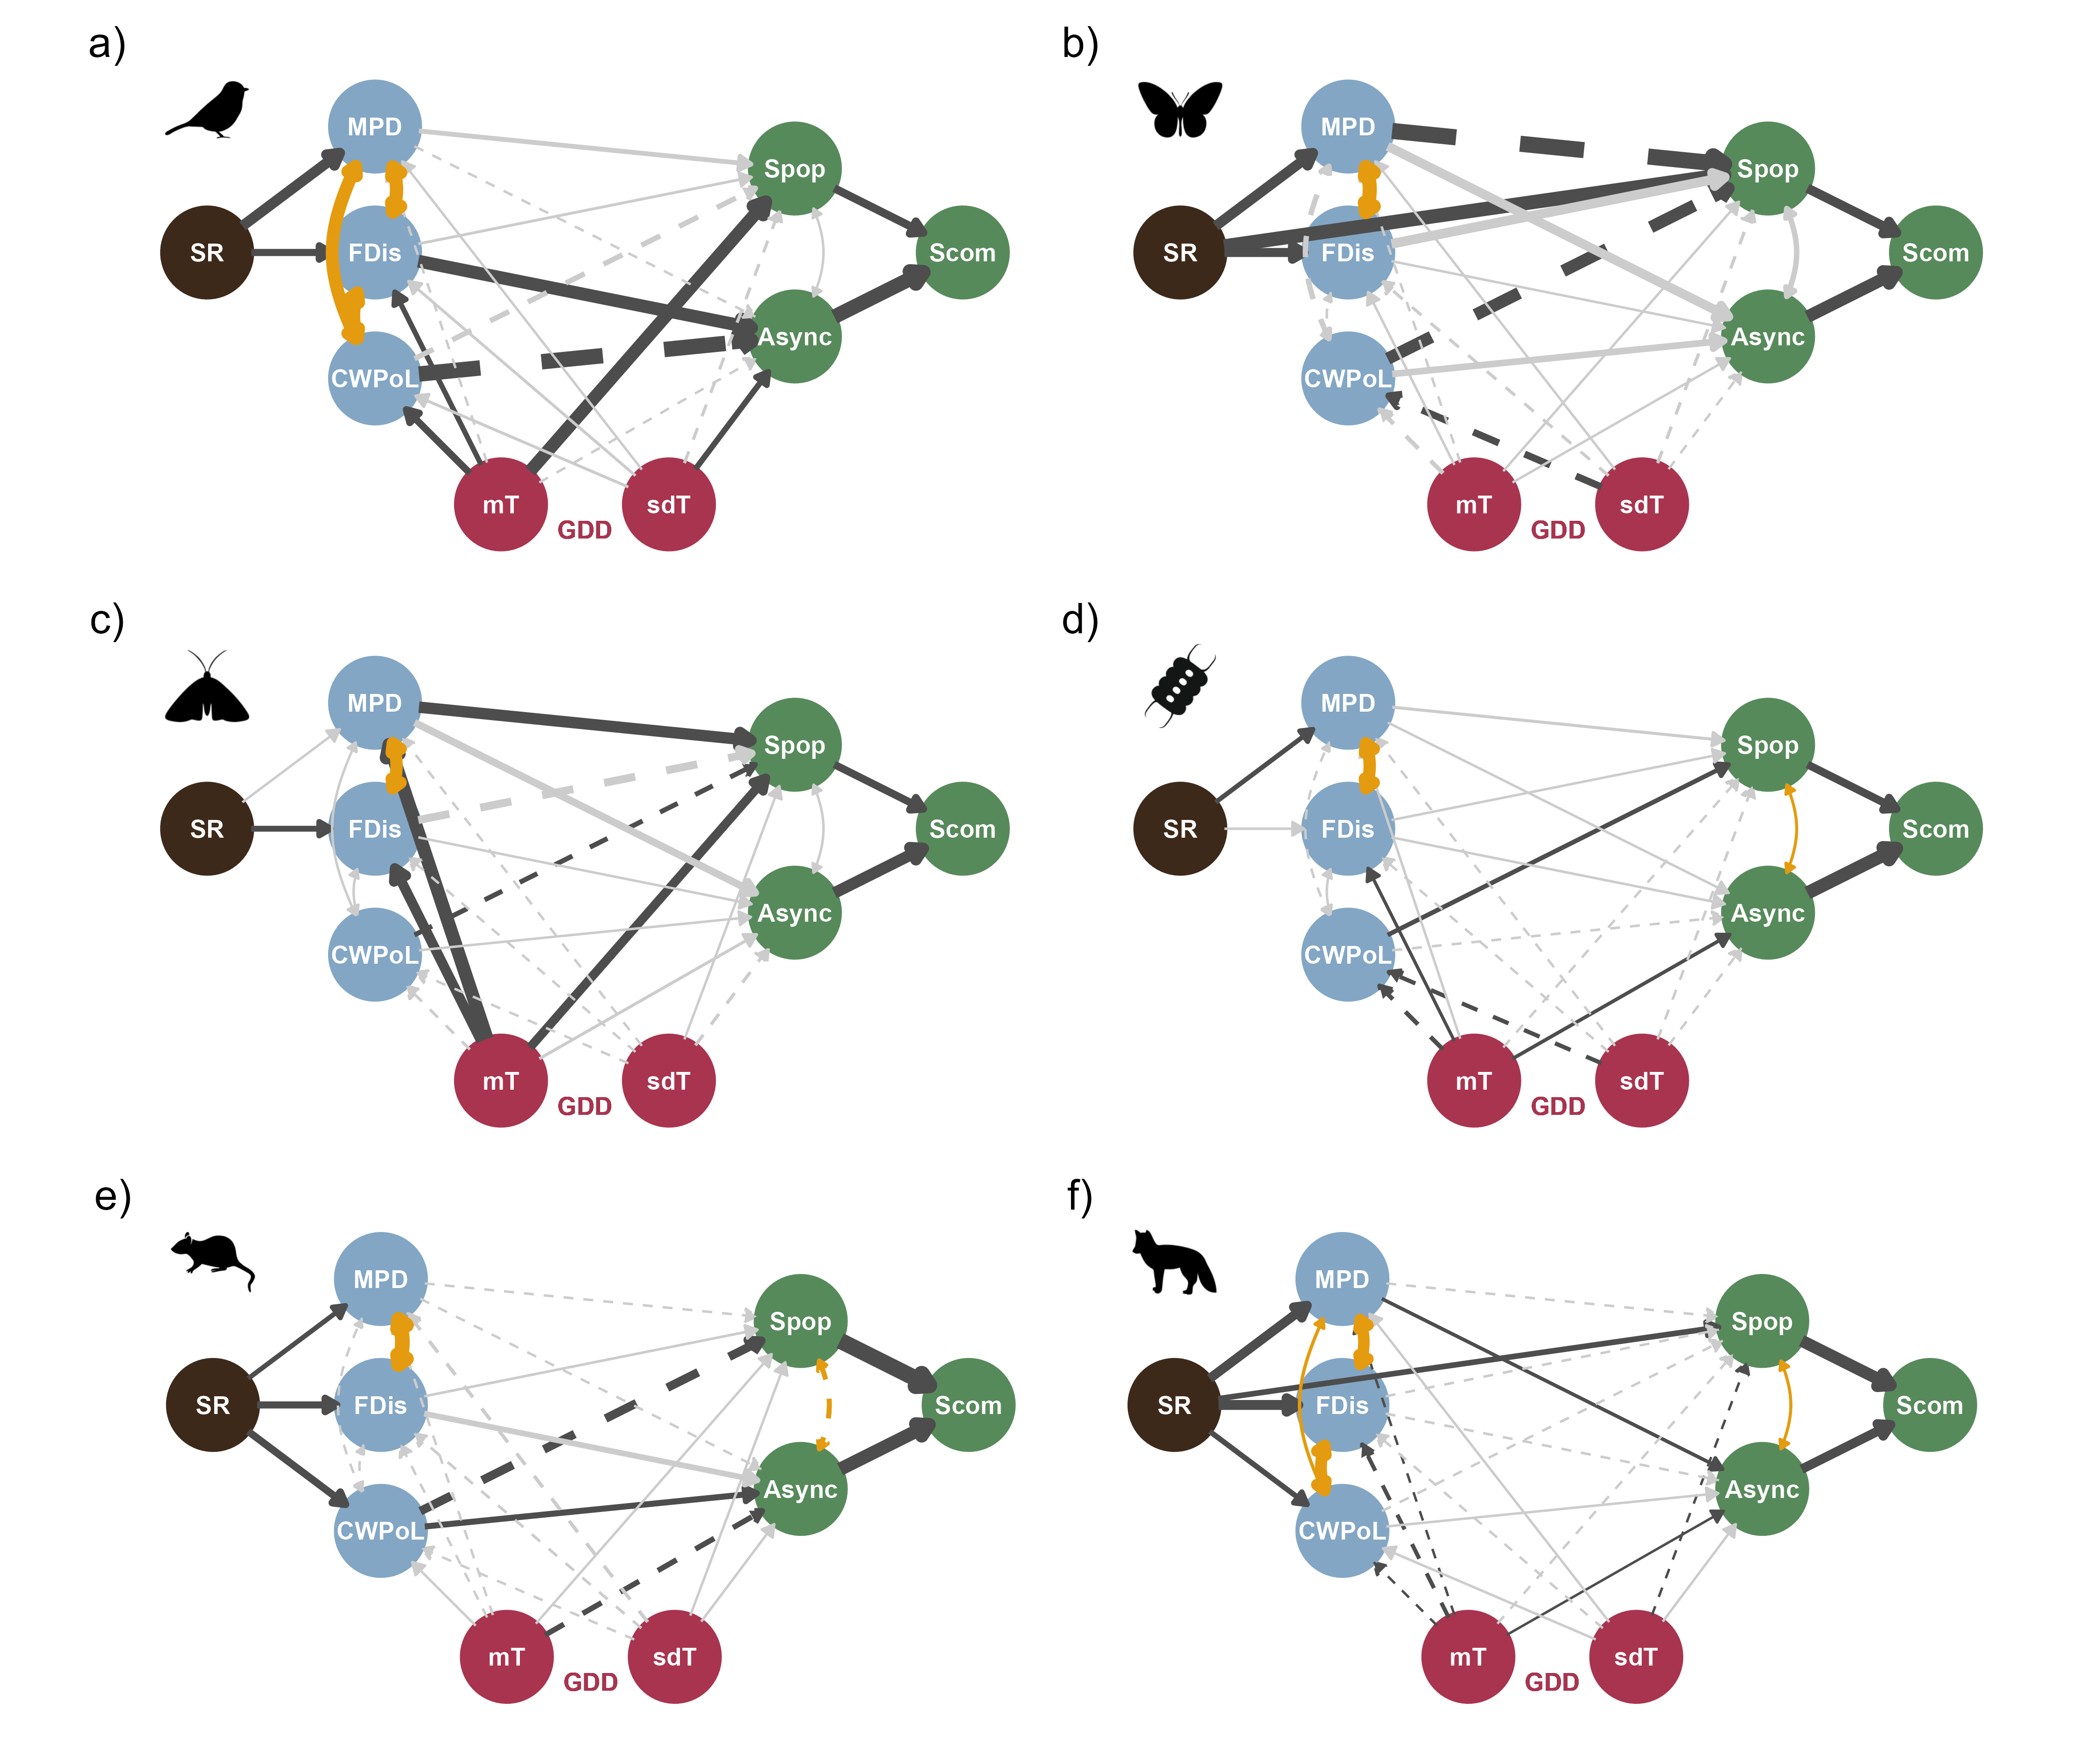 a)
b)
MPD
Spop
SR
FDis
Scom
Async
CWPoL
mT
sdT
GDD
MPD
Spop
SR
FDis
Scom
Async
CWPoL
mT
sdT
GDD
c)
d)
MPD
Spop
SR
FDis
Scom
Async
CWPoL
mT
sdT
GDD
MPD
Spop
SR
FDis
Scom
Async
CWPoL
mT
sdT
GDD
e)
f)
MPD
Spop
SR
FDis
Scom
Async
CWPoL
mT
sdT
GDD
MPD
Spop
SR
FDis
Scom
Async
CWPoL
mT
sdT
GDD